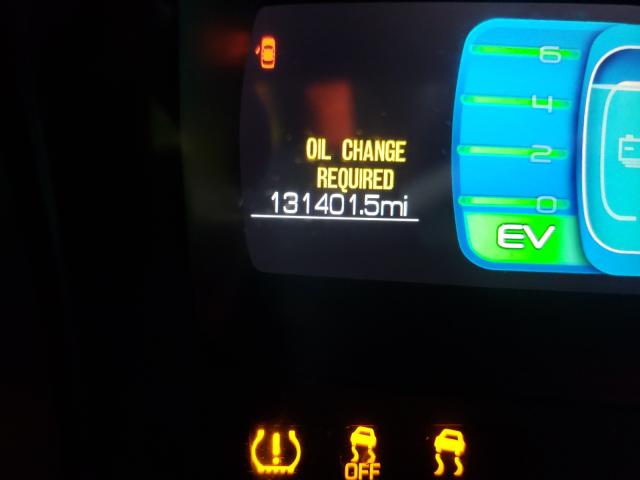 OIL CHANGE
REQUIRED
131401.5mi
6
4
2
0
EV
OFF